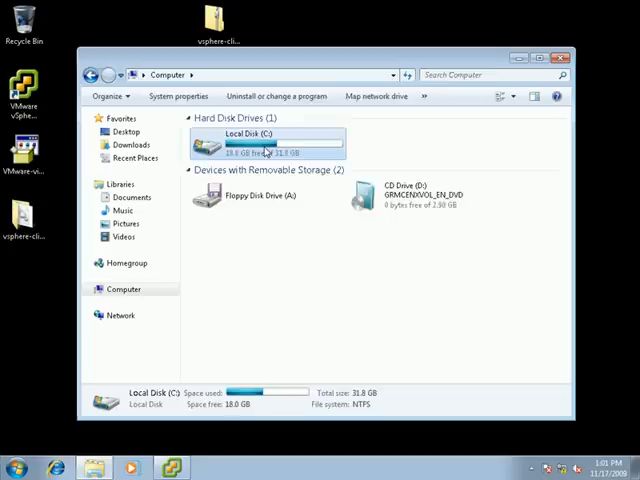 Recycle Bin
vsphere-cli...
VMware
vSphe...
VMware-vi...
vsphere-cli...
Computer
Search Computer
Organize
System properties
Uninstall or change a program
Map network drive
»
Favorites
Desktop
Downloads
Recent Places
Libraries
Documents
Music
Pictures
Videos
Homegroup
Computer
Network
Hard Disk Drives (1)
Local Disk (C:)
18.0 GB free of 31.8 GB
Devices with Removable Storage (2)
Floppy Disk Drive (A:)
CD Drive (D:)
GRMCENXVOL_EN_DVD
0 bytes free of 2.90 GB
Local Disk (C:) Space used: Total size: 31.8 GB
Local Disk Space free: 18.0 GB File system: NTFS
1:01 PM
11/17/2009